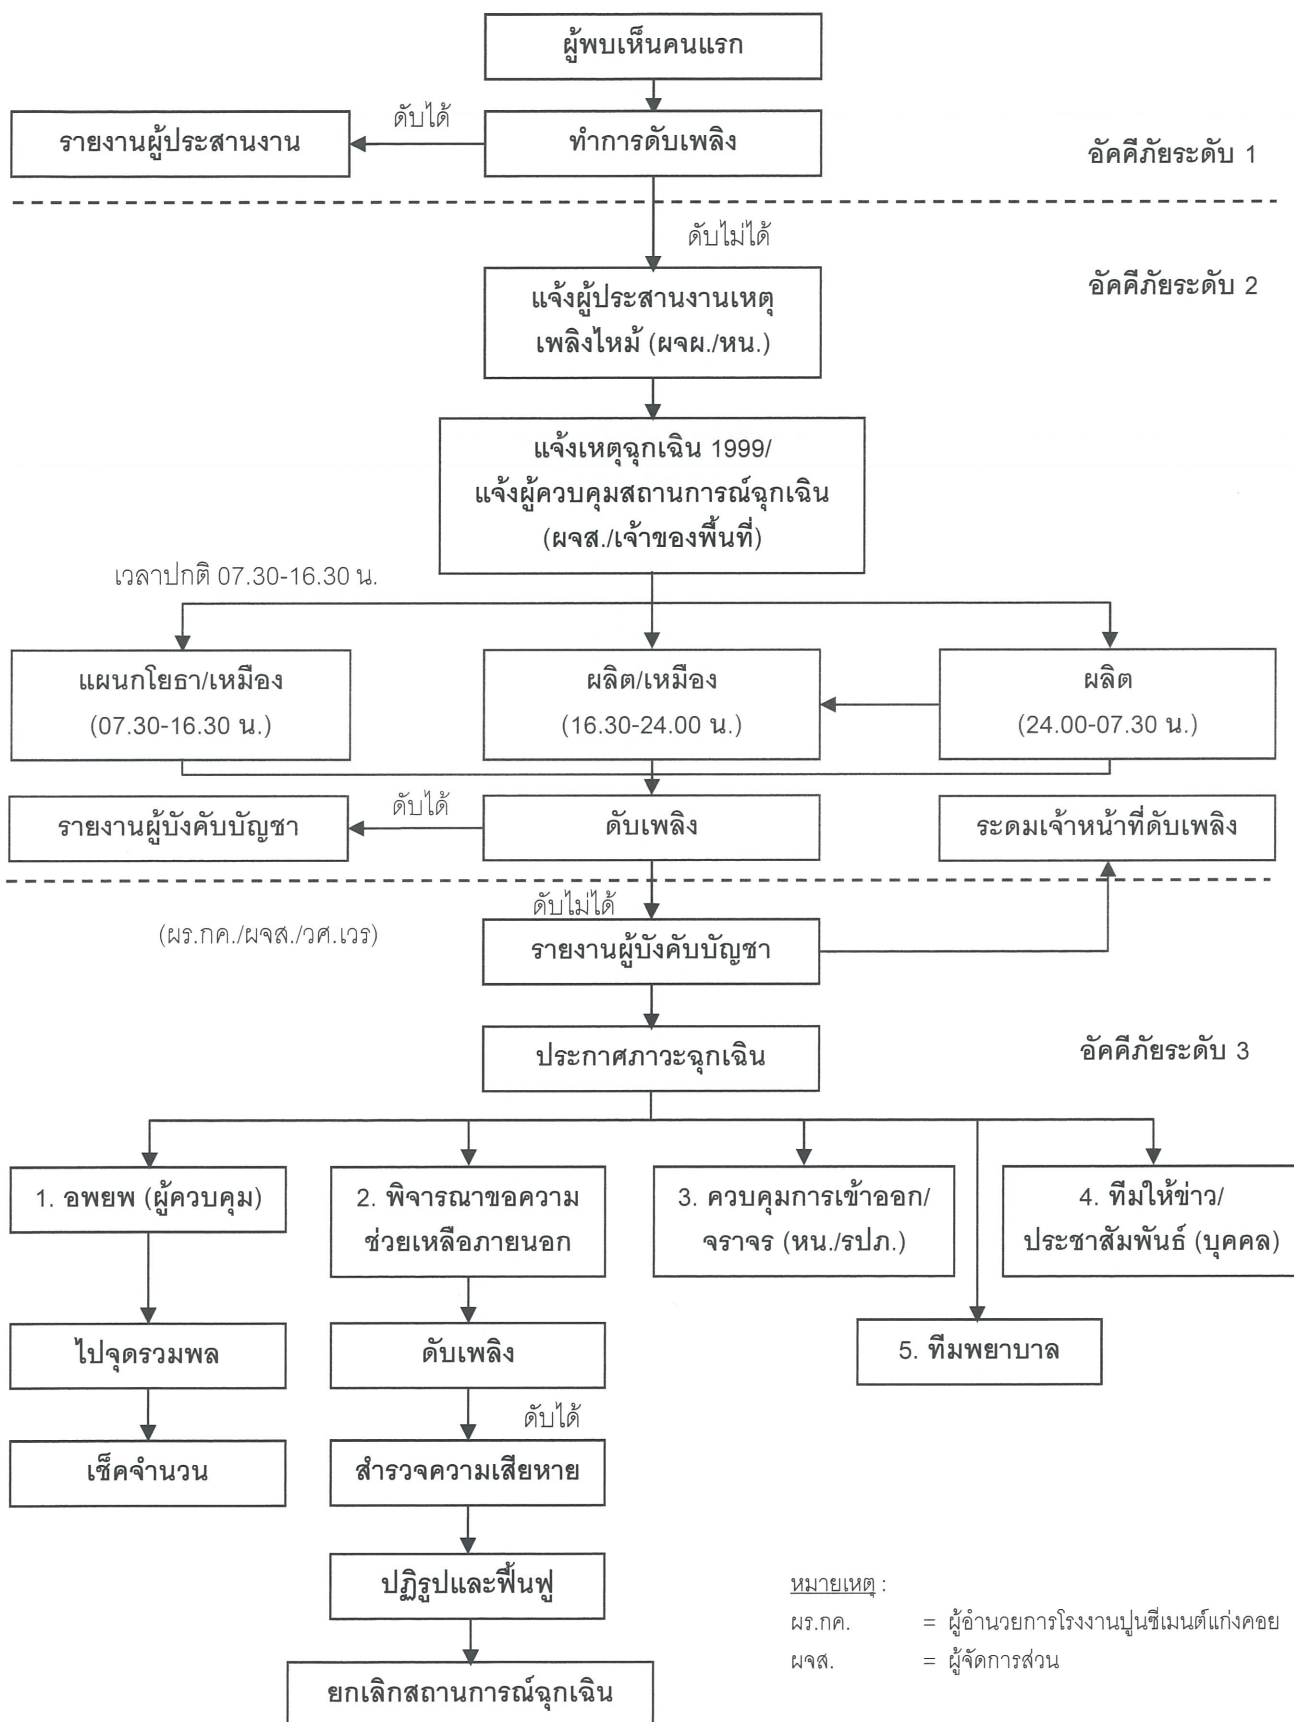 ผู้พบเห็นคนแรก
ดับได้
รายงานผู้ประสานงาน
ทำการดับเพลิง
อัคคีภัยระดับ 1
ดับไม่ได้
อัคคีภัยระดับ 2
แจ้งผู้ประสานงานเหตุ
เพลิงไหม้ (ผจผ./หน.)
แจ้งเหตุฉุกเฉิน 1999/
แจ้งผู้ควบคุมสถานการณ์ฉุกเฉิน
(ผจส./เจ้าของพื้นที่)
เวลาปกติ 07.30-16.30 น.
แผนกโยธา/เหมือง
(07.30-16.30 น.)
ผลิต/เหมือง
(16.30-24.00 น.)
ผลิต
(24.00-07.30 น.)
รายงานผู้บังคับบัญชา
ดับได้
ดับเพลิง
ระดมเจ้าหน้าที่ดับเพลิง
ดับไม่ได้
(ผร.กค./ผจส./วศ.เวร)
รายงานผู้บังคับบัญชา
ประกาศภาวะฉุกเฉิน
อัคคีภัยระดับ 3
1. อพยพ (ผู้ควบคุม)
2. พิจารณาขอความ
ช่วยเหลือภายนอก
3. ควบคุมการเข้าออก/
จราจร (หน./รปภ.)
4. ทีมให้ข่าว/
ประชาสัมพันธ์ (บุคคล)
ไปจุดรวมพล
ดับเพลิง
5. ทีมพยาบาล
ดับได้
เช็คจำนวน
สำรวจความเสียหาย
ปฏิรูปและฟื้นฟู
ยกเลิกสถานการณ์ฉุกเฉิน
หมายเหตุ :
ผร.กค. = ผู้อำนวยการโรงงานปูนซีเมนต์แก่งคอย
ผจส. = ผู้จัดการส่วน